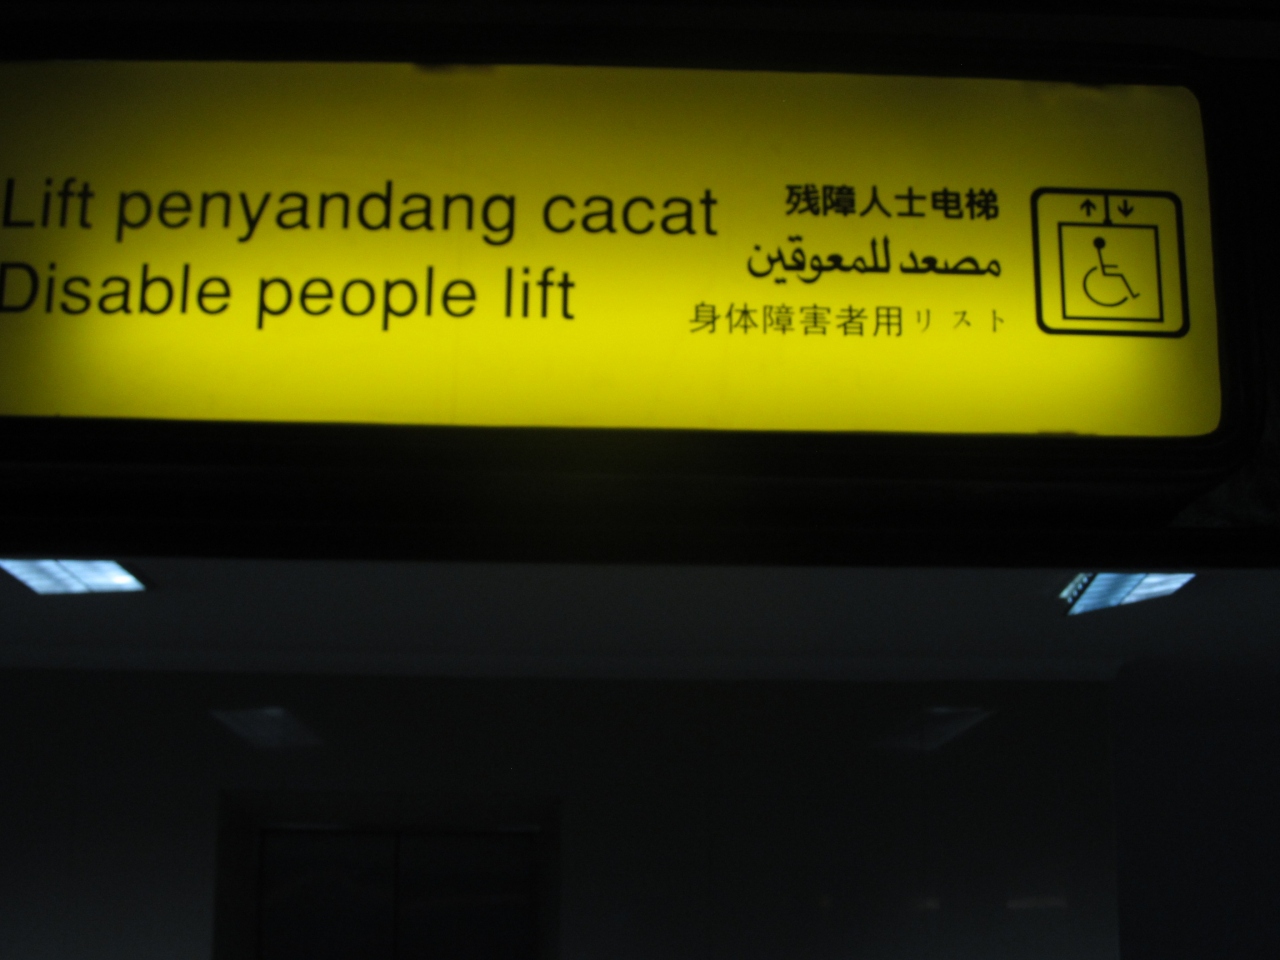 Lift penyandang cacat
Disable people lift
残障人士电梯
مصعد للمعوقين
身体障害者用リスト